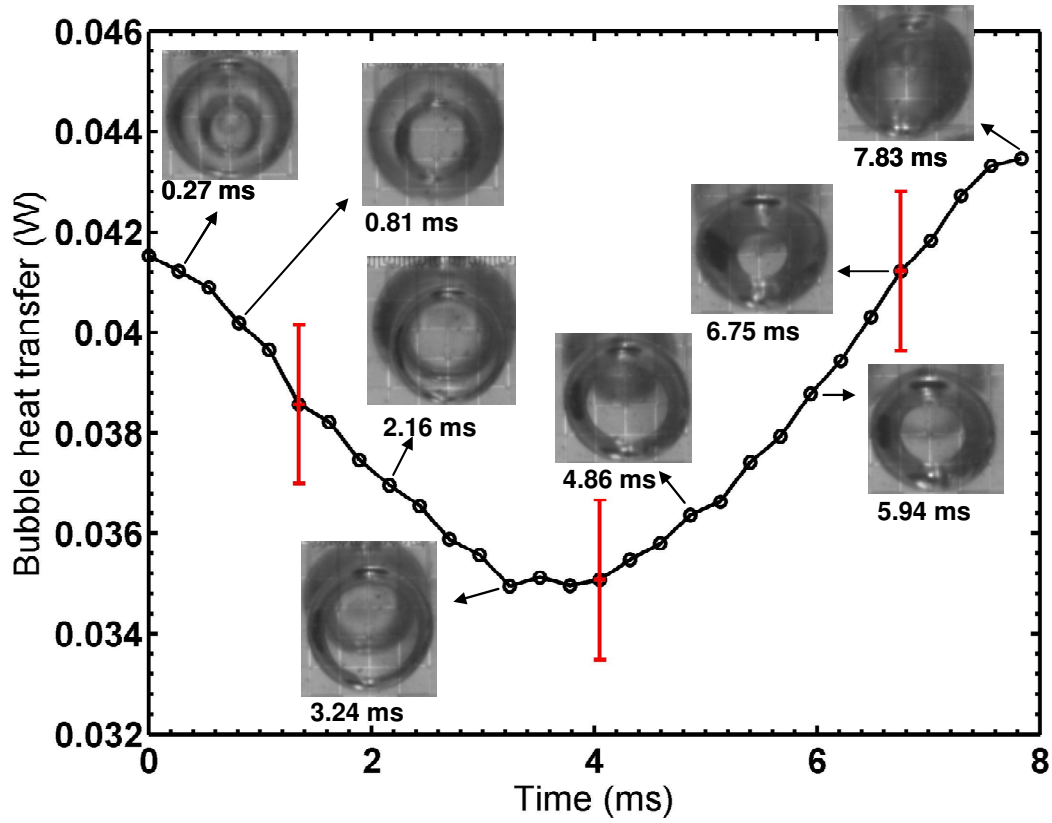 0.046
0.044
0.042
0.04
0.038
0.036
0.034
0.032
Bubble heat transfer (W)
0.27 ms
0.81 ms
2.16 ms
3.24 ms
4.86 ms
5.94 ms
6.75 ms
7.83 ms
0
2
4
6
8
Time (ms)